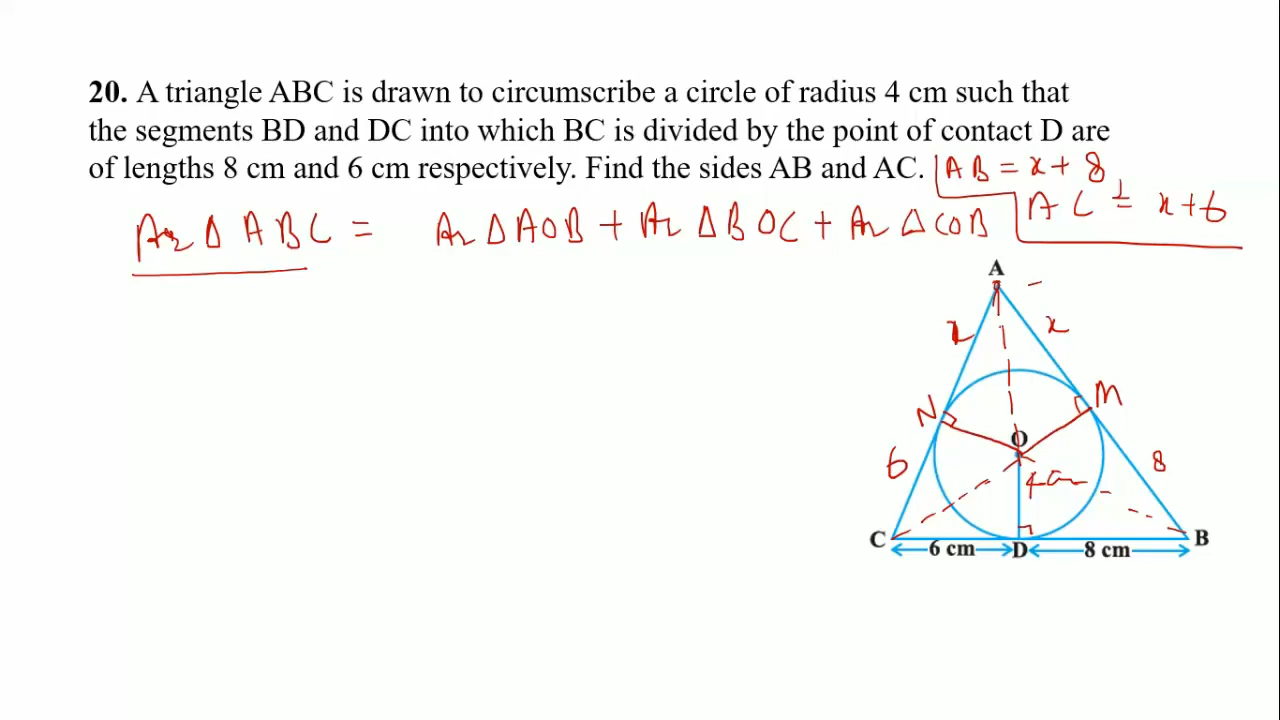 20. A triangle ABC is drawn to circumscribe a circle of radius 4 cm such that
the segments BD and DC into which BC is divided by the point of contact D are
of lengths 8 cm and 6 cm respectively. Find the sides AB and AC.
AB = x + 8
AC = x + 6
Ar Δ ABC = Ar Δ AOB + Ar Δ BOC + Ar Δ COB
A
x
x
N
M
O
6
4cm
8
C
6 cm
D
8 cm
B